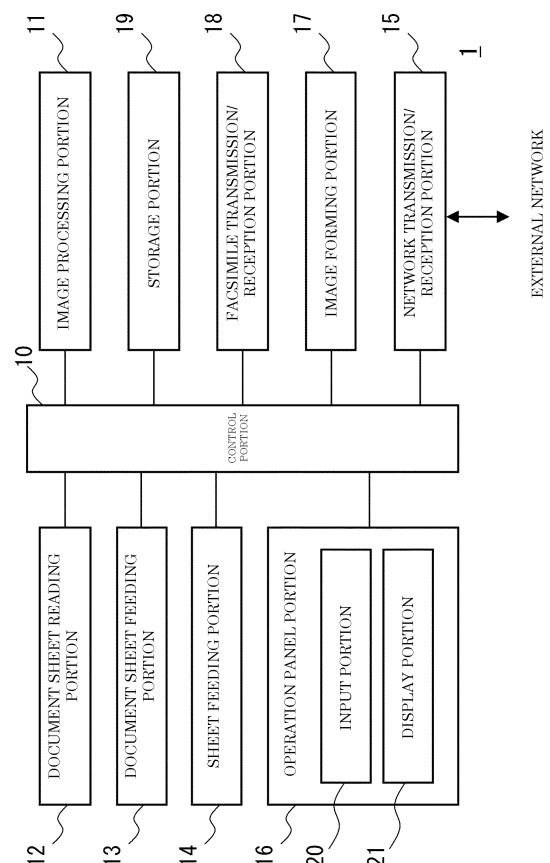 11
IMAGE PROCESSING PORTION
19
STORAGE PORTION
18
FACSIMILE TRANSMISSION/
RECEPTION PORTION
17
IMAGE FORMING PORTION
15
NETWORK TRANSMISSION/
RECEPTION PORTION
1
EXTERNAL NETWORK
10
CONTROL
PORTION
DOCUMENT SHEET READING
PORTION
12
DOCUMENT SHEET FEEDING
PORTION
13
SHEET FEEDING PORTION
14
OPERATION PANEL PORTION
16
INPUT PORTION
20
DISPLAY PORTION
21